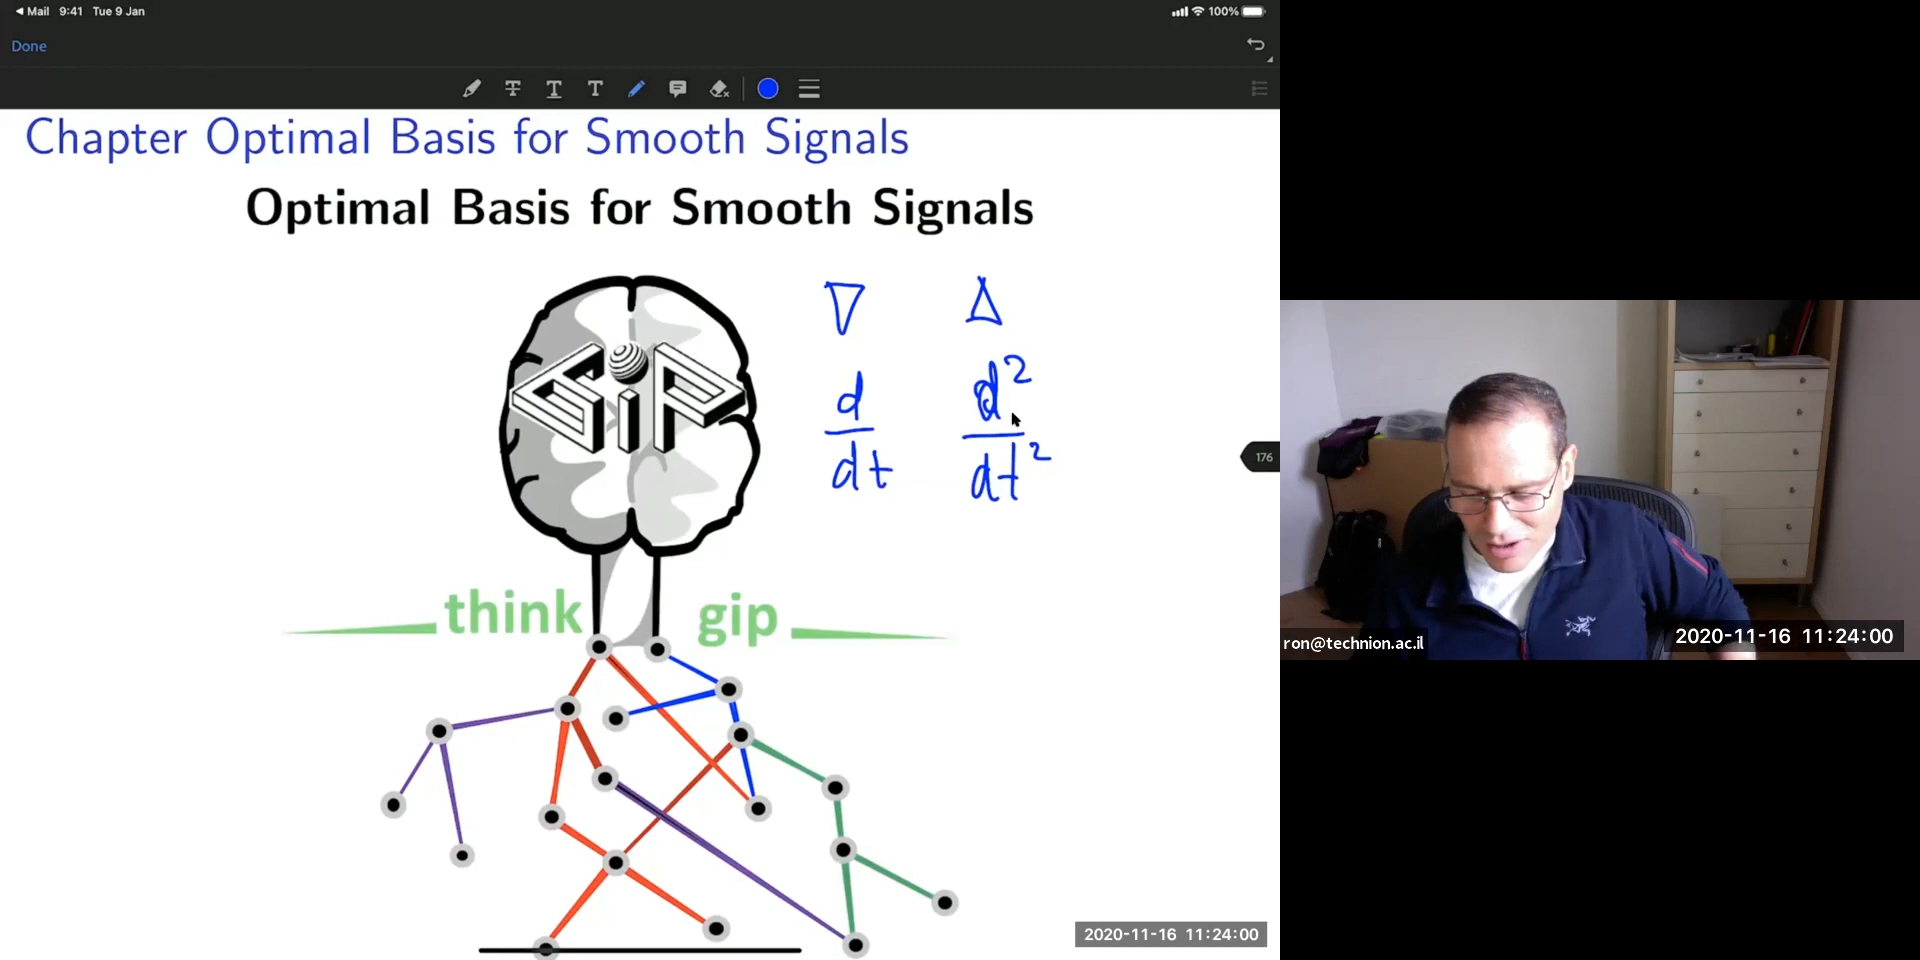 Mail 9:41 Tue 9 Jan
100%
Done
T T T
Chapter Optimal Basis for Smooth Signals
Optimal Basis for Smooth Signals
∇ Δ
d/dt d²/dt²
GiP
176
think gip
2020-11-16 11:24:00
ron@technion.ac.il
2020-11-16 11:24:00